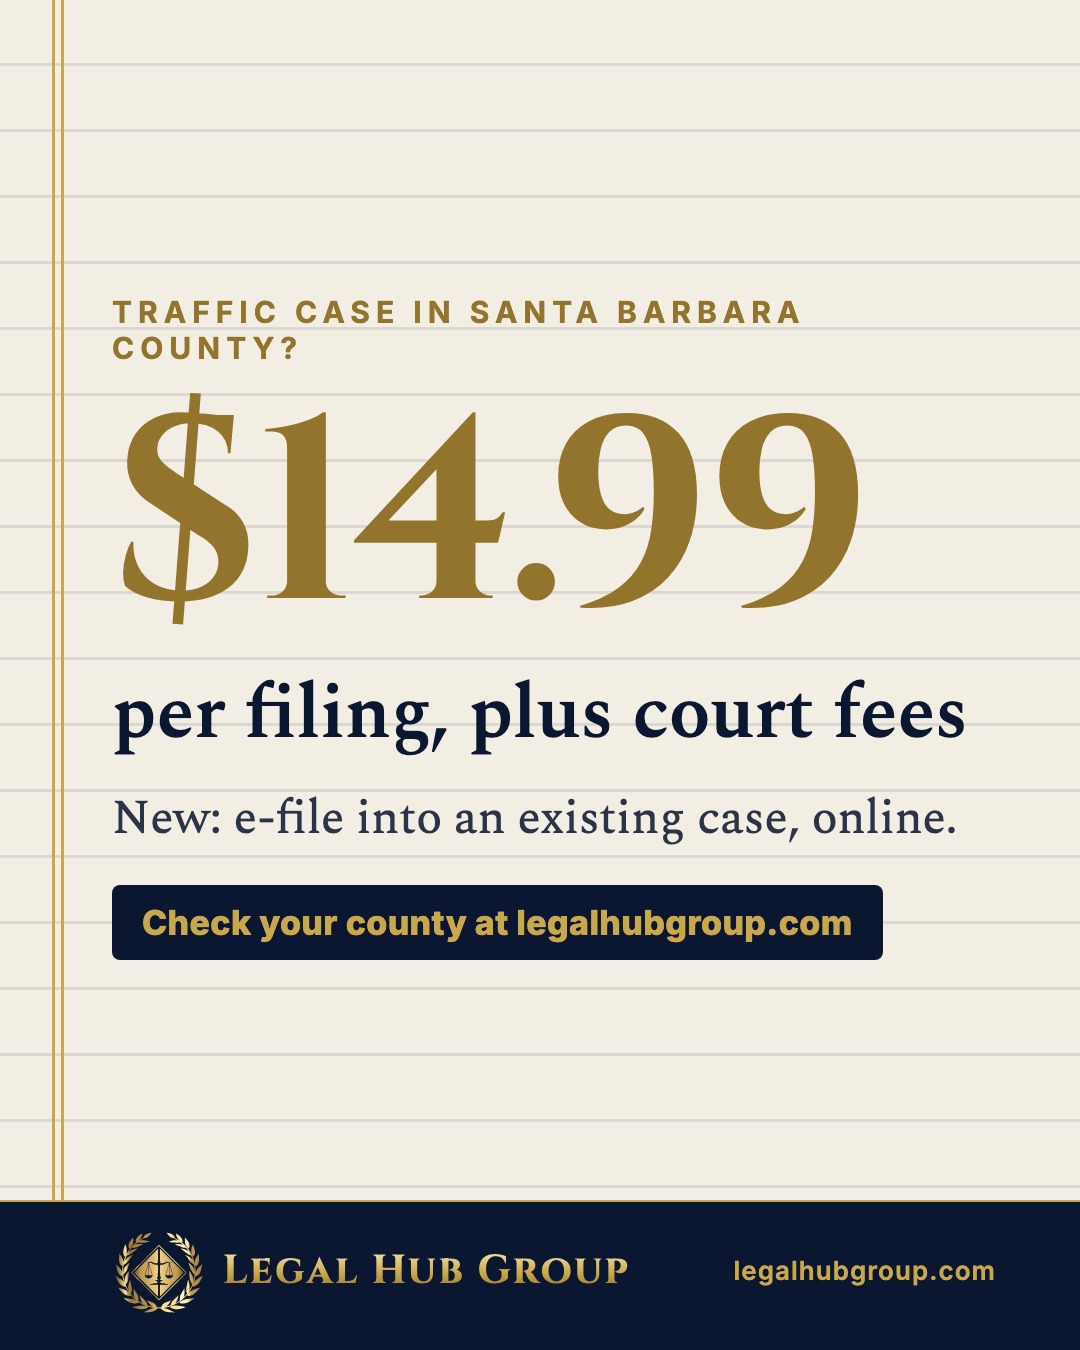 TRAFFIC CASE IN SANTA BARBARA
COUNTY?
$14.99
per filing, plus court fees
New: e-file into an existing case, online.
Check your county at legalhubgroup.com
LEGAL HUB GROUP
legalhubgroup.com